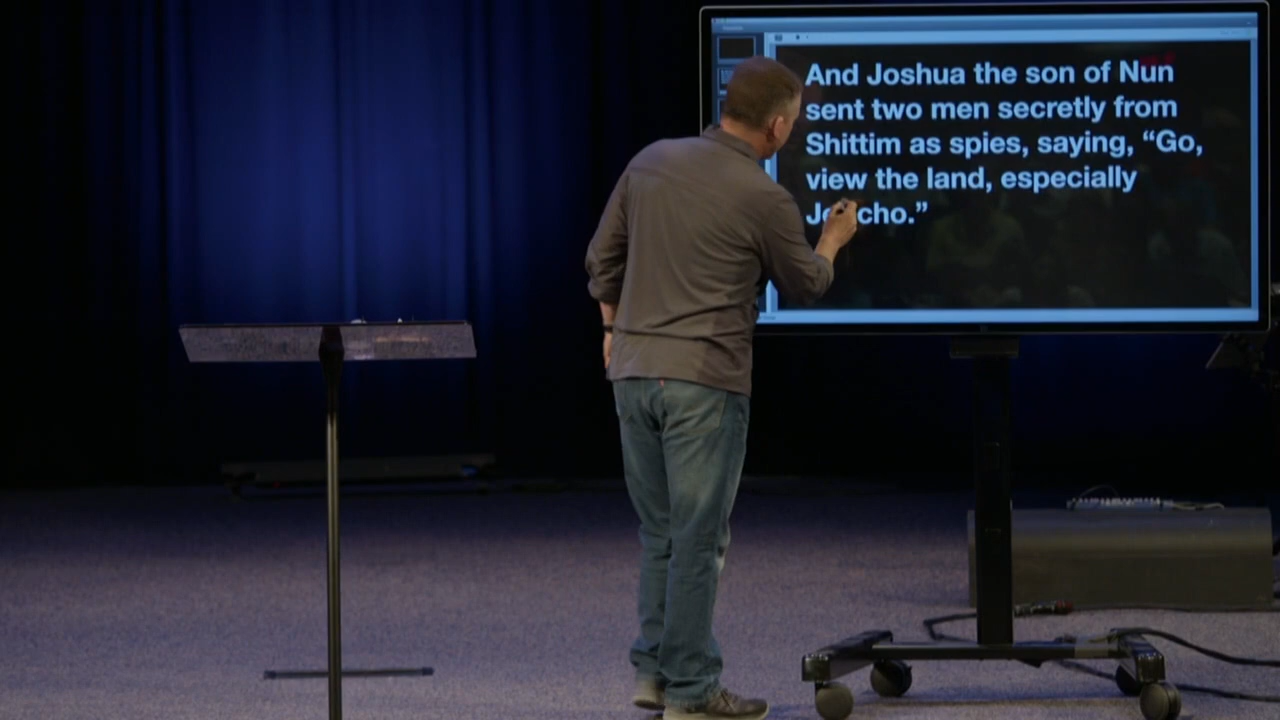 And Joshua the son of Nun
sent two men secretly from
Shittim as spies, saying, “Go,
view the land, especially
Jericho.”